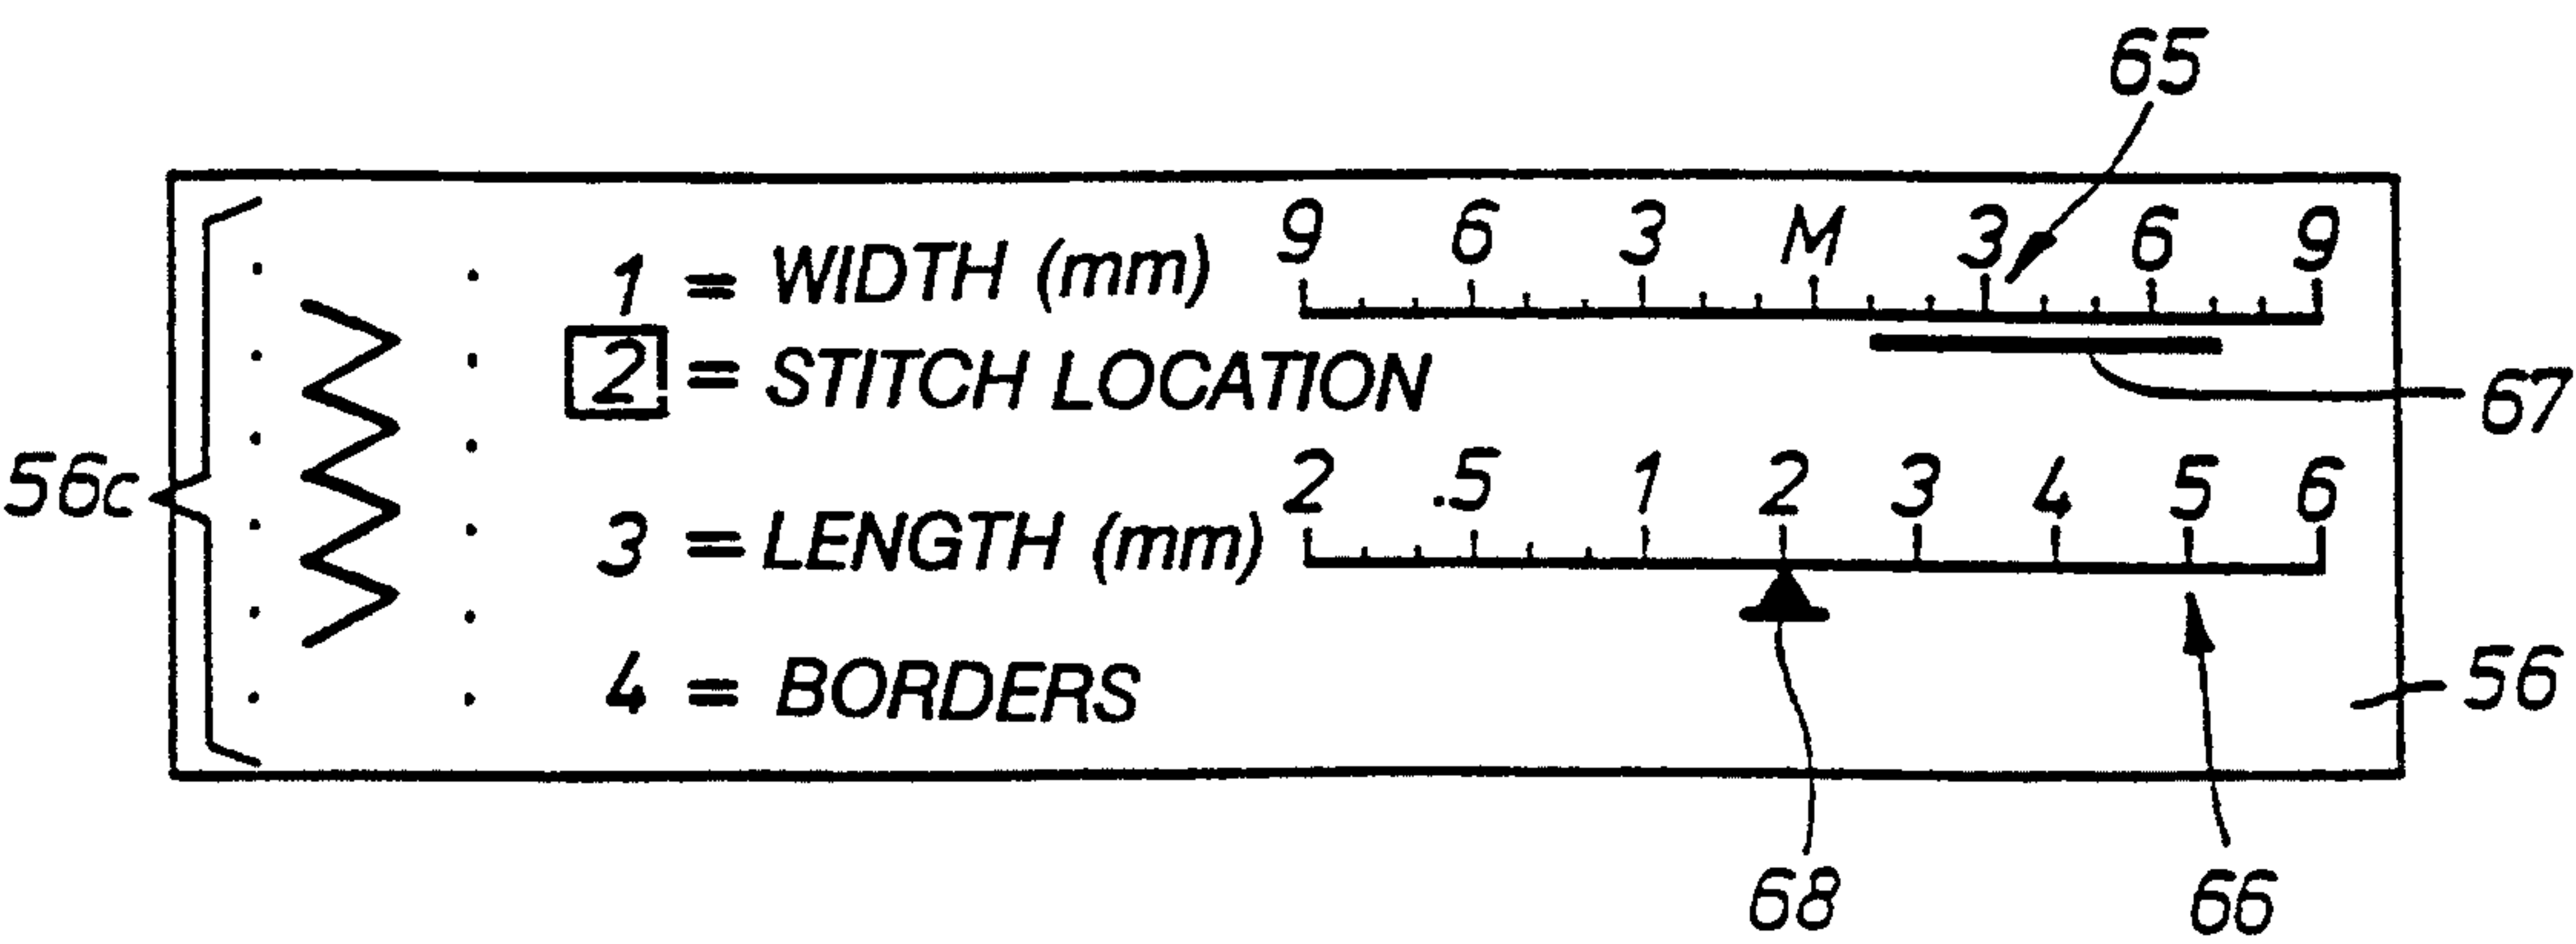 65
9 6 3 M 3 6 9
1 = WIDTH (mm)
2 = STITCH LOCATION
67
2 .5 1 2 3 4 5 6
56c
3 = LENGTH (mm)
4 = BORDERS
56
68
66